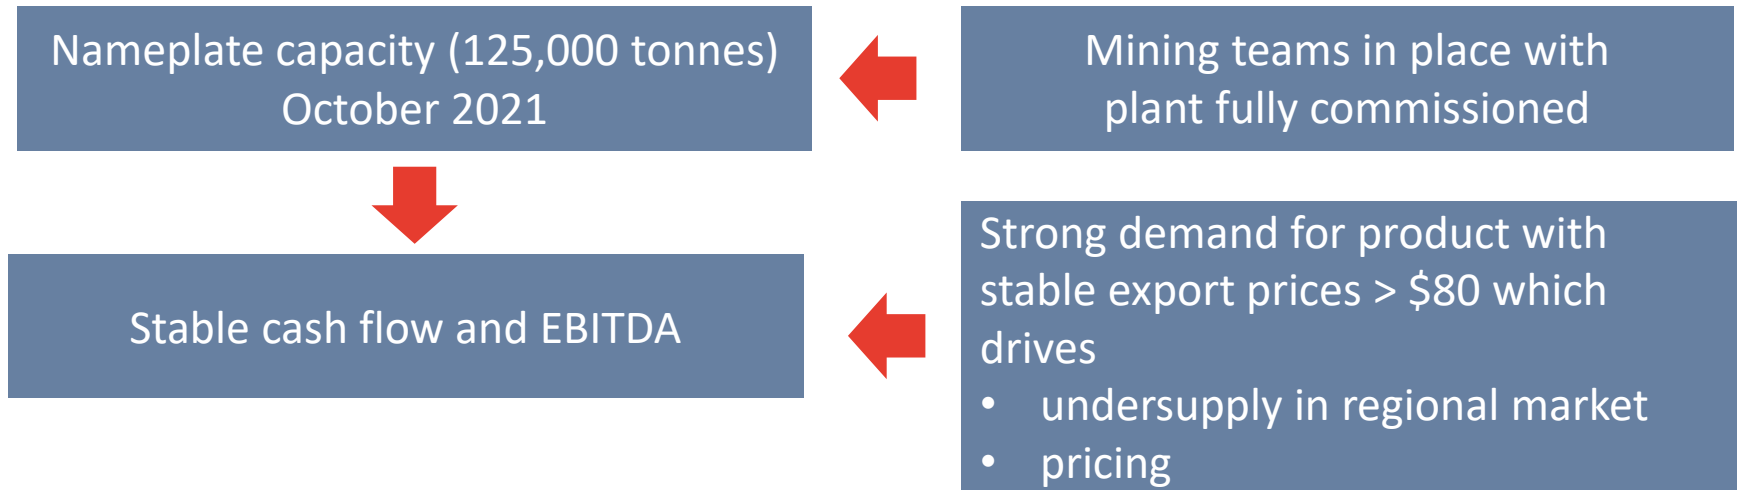 Nameplate capacity (125,000 tonnes)
October 2021
Mining teams in place with
plant fully commissioned
Stable cash flow and EBITDA
Strong demand for product with
stable export prices > $80 which
drives
• undersupply in regional market
• pricing